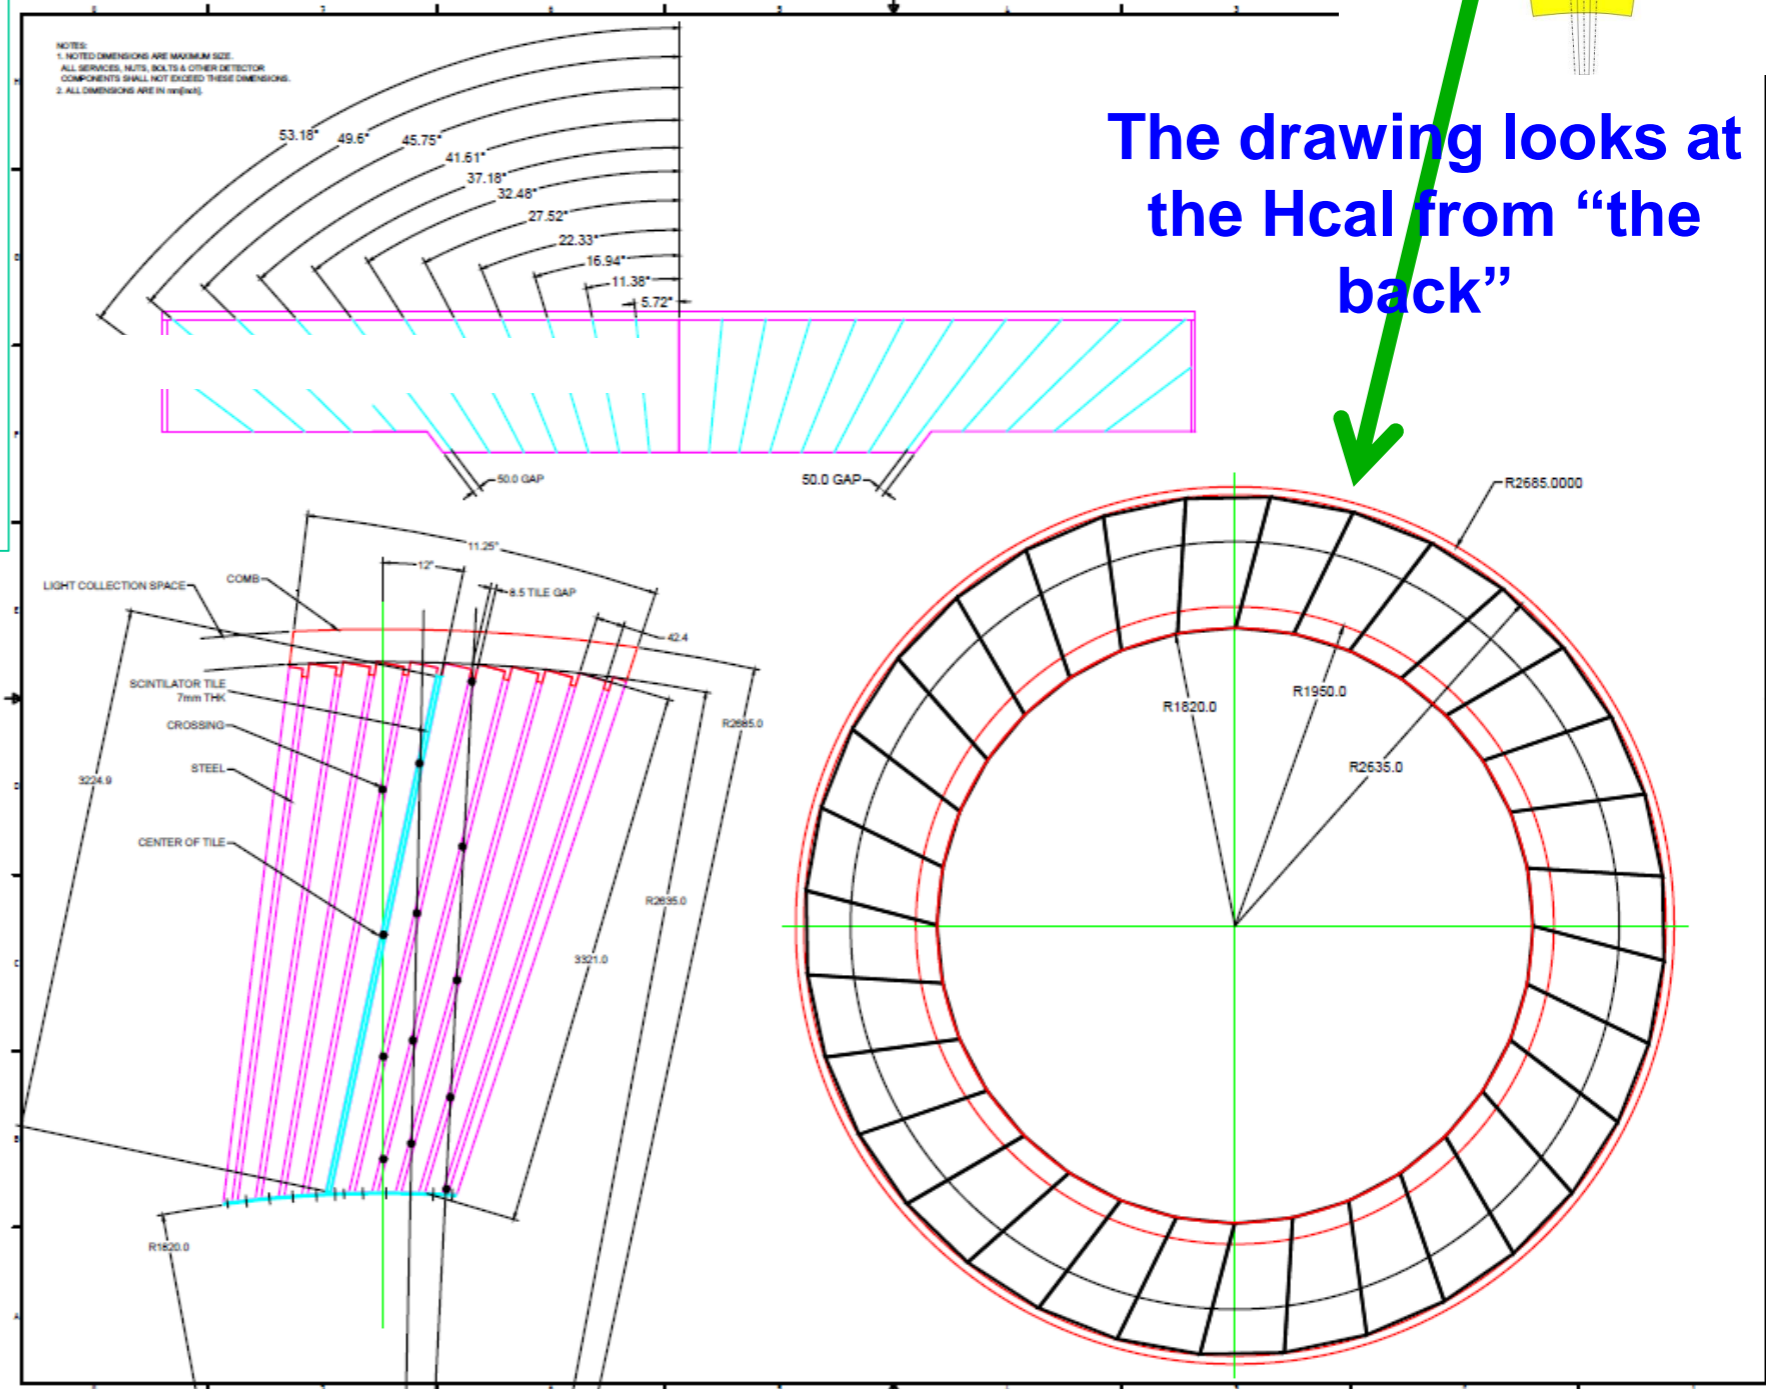 NOTES:
1. NOTED DIMENSIONS ARE MAXIMUM SIZE.
ALL SERVICES, NUTS, BOLTS & OTHER DETECTOR
COMPONENTS SHALL NOT EXCEED THESE DIMENSIONS.
2. ALL DIMENSIONS ARE IN mm[inch].
The drawing looks at
the Hcal from “the
back”
53.18°
49.6°
45.75°
41.61°
37.18°
32.48°
27.52°
22.33°
16.94°
11.38°
5.72°
50.0 GAP
50.0 GAP
11.25°
12°
8.5 TILE GAP
42.4
LIGHT COLLECTION SPACE
COMB
SCINTILATOR TILE
7mm THK
CROSSING
STEEL
CENTER OF TILE
3224.9
3321.0
R2685.0
R2635.0
R1820.0
R2685.0000
R1820.0
R1950.0
R2635.0